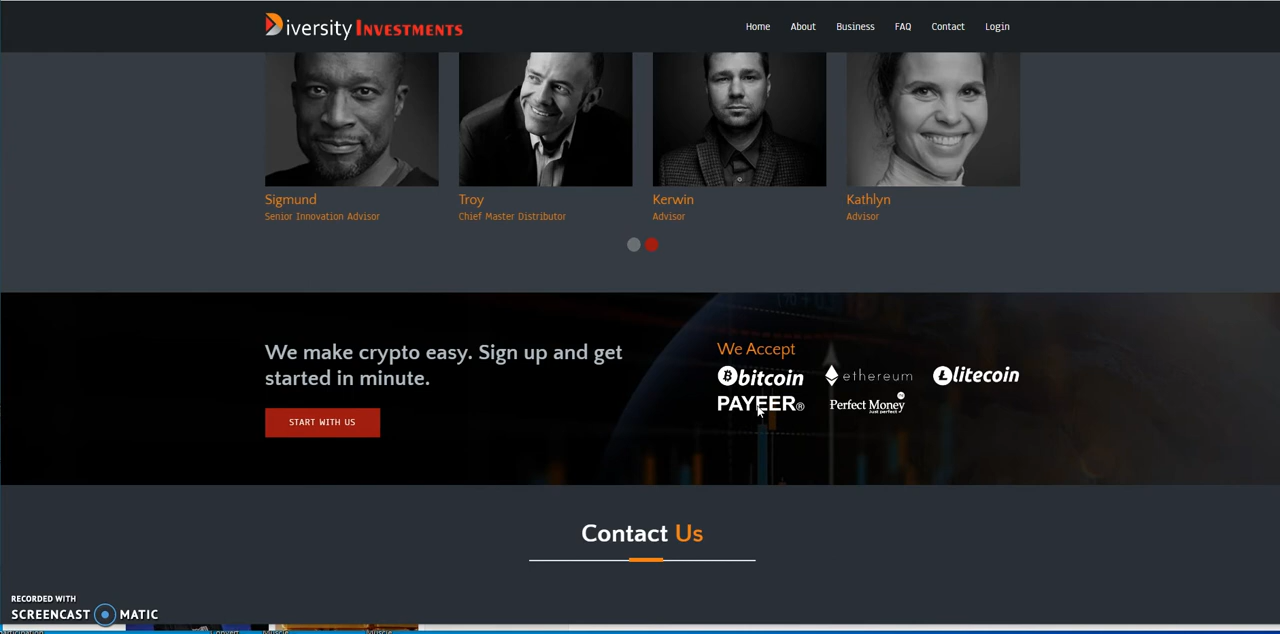 Diversity INVESTMENTS
Home About Business FAQ Contact Login
Sigmund
Senior Innovation Advisor
Troy
Chief Master Distributor
Kerwin
Advisor
Kathlyn
Advisor
We make crypto easy. Sign up and get
started in minute.
START WITH US
We Accept
bitcoin ethereum litecoin
PAYEER® Perfect Money
Just perfect
Contact Us
RECORDED WITH
SCREENCAST MATIC